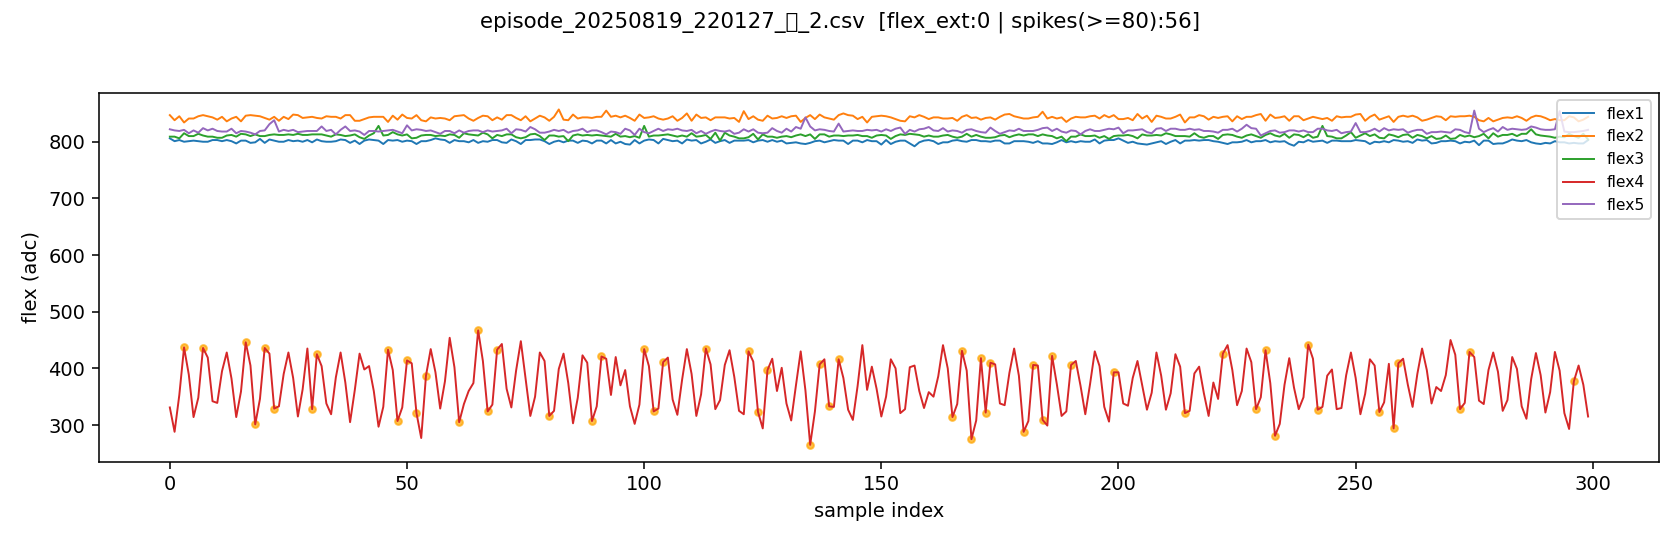 episode_20250819_220127_▯_2.csv [flex_ext:0 | spikes(>=80):56]
flex1
flex2
flex3
flex4
flex5
flex (adc)
800
700
600
500
400
300
0
50
100
150
200
250
300
sample index